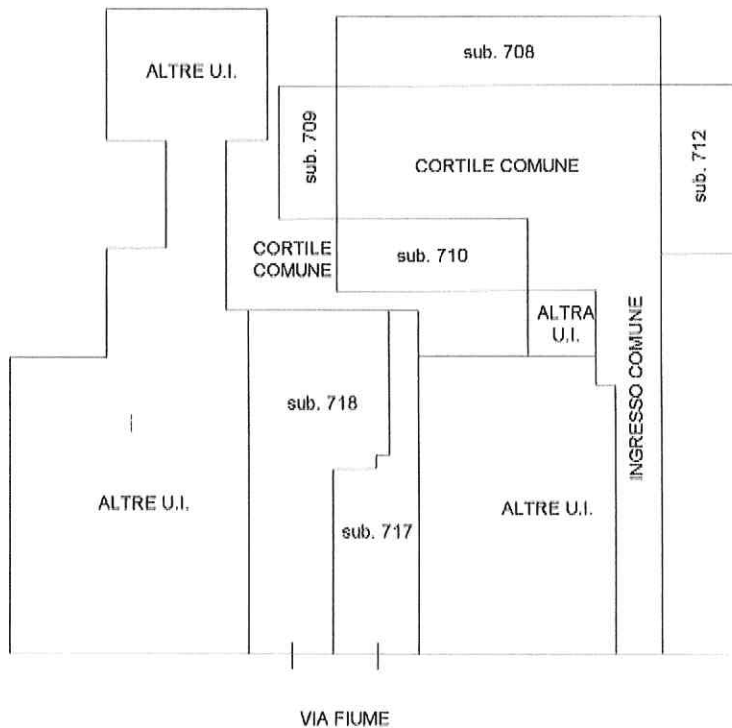 sub. 708
ALTRE U.I.
sub. 709
sub. 712
CORTILE COMUNE
CORTILE
COMUNE
sub. 710
ALTRA
U.I.
INGRESSO COMUNE
sub. 718
ALTRE U.I.
ALTRE U.I.
sub. 717
VIA FIUME